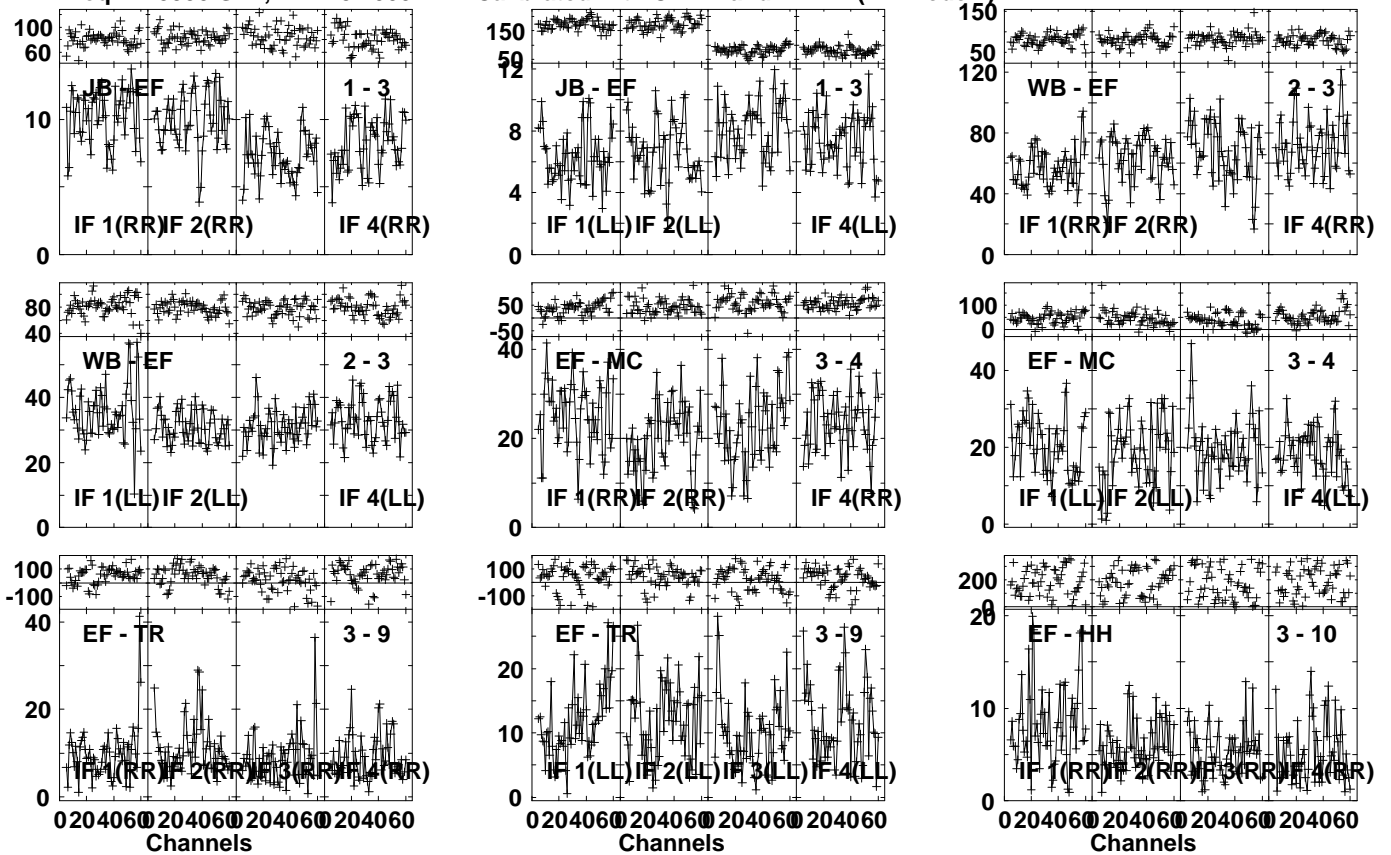 100 60
150 50
150 50
JB - EF 1 - 3
JB - EF 1 - 3
WB - EF 2 - 3
10
0
12 8 4 0
120 80 40 0
IF 1(RR) IF 2(RR) IF 4(RR)
IF 1(LL) IF 2(LL) IF 4(LL)
IF 1(RR) IF 2(RR) IF 4(RR)
80 40
50 -50
100 0
WB - EF 2 - 3
EF - MC 3 - 4
EF - MC 3 - 4
40 20 0
40 20 0
40 20 0
IF 1(LL) IF 2(LL) IF 4(LL)
IF 1(RR) IF 2(RR) IF 4(RR)
IF 1(LL) IF 2(LL) IF 4(LL)
100 -100
100 -100
200 0
EF - TR 3 - 9
EF - TR 3 - 9
EF - HH 3 - 10
40 20 0
20 10 0
20 10 0
IF 1(RR) IF 2(RR) IF 3(RR) IF 4(RR)
IF 1(LL) IF 2(LL) IF 3(LL) IF 4(LL)
IF 1(RR) IF 2(RR) IF 3(RR) IF 4(RR)
0 20 40 60 0 20 40 60 0 20 40 60 0 20 40 60
0 20 40 60 0 20 40 60 0 20 40 60 0 20 40 60
0 20 40 60 0 20 40 60 0 20 40 60 0 20 40 60
Channels
Channels
Channels